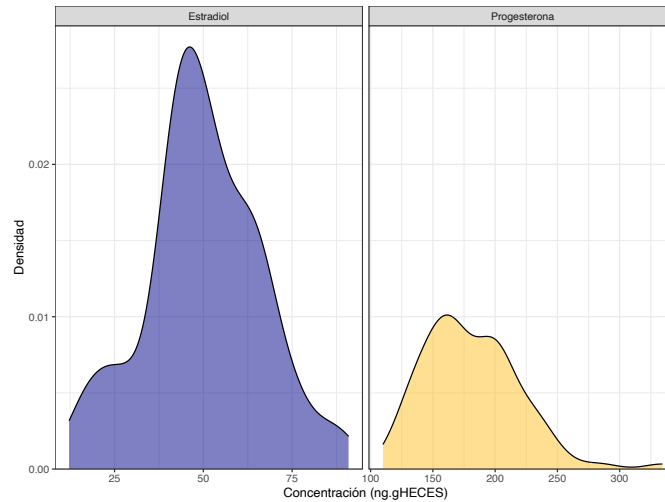 Estradiol
Progesterona
Densidad
0.02
0.01
0.00
25 50 75 100 150 200 250 300
Concentración (ng.gHECES)